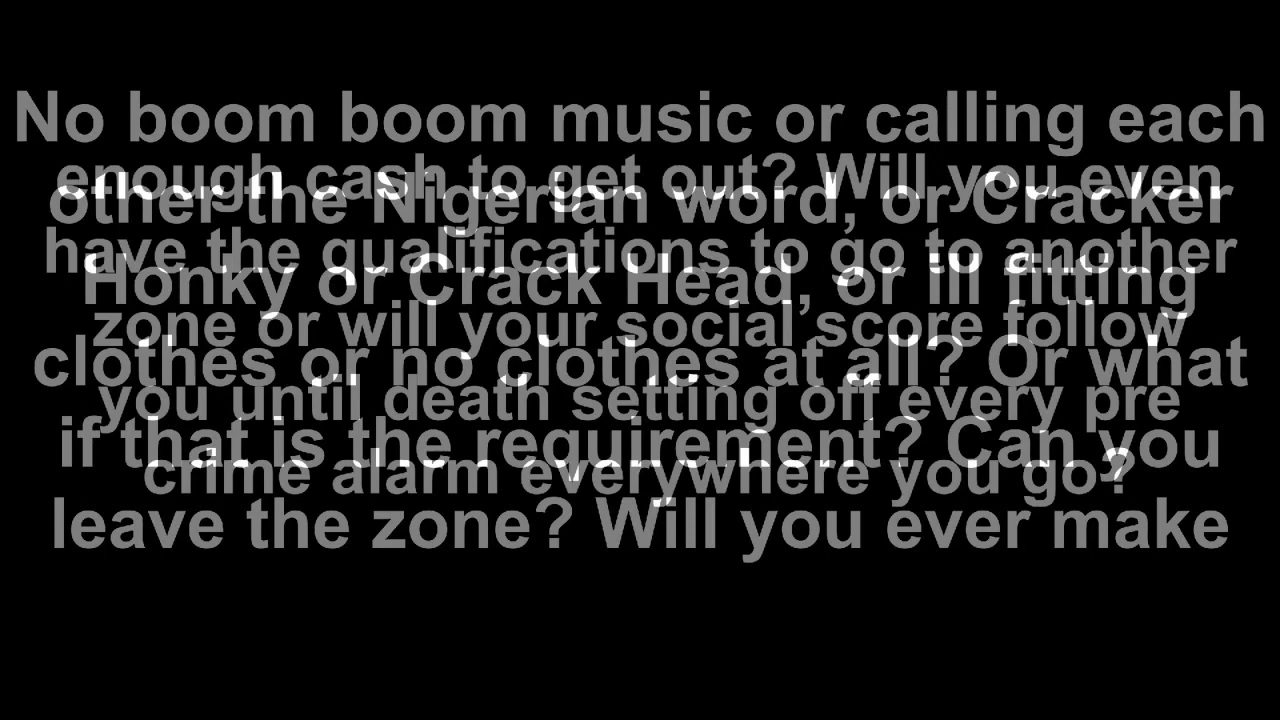 No boom boom music or calling each
other the Nigerian word, or Cracker
Honky or Crack Head, or ill fitting
clothes or no clothes at all? Or what
if that is the requirement? Can you
leave the zone? Will you ever make
enough cash to get out? Will you even
have the qualifications to go to another
zone or will your social score follow
you until death setting off every pre
crime alarm everywhere you go?